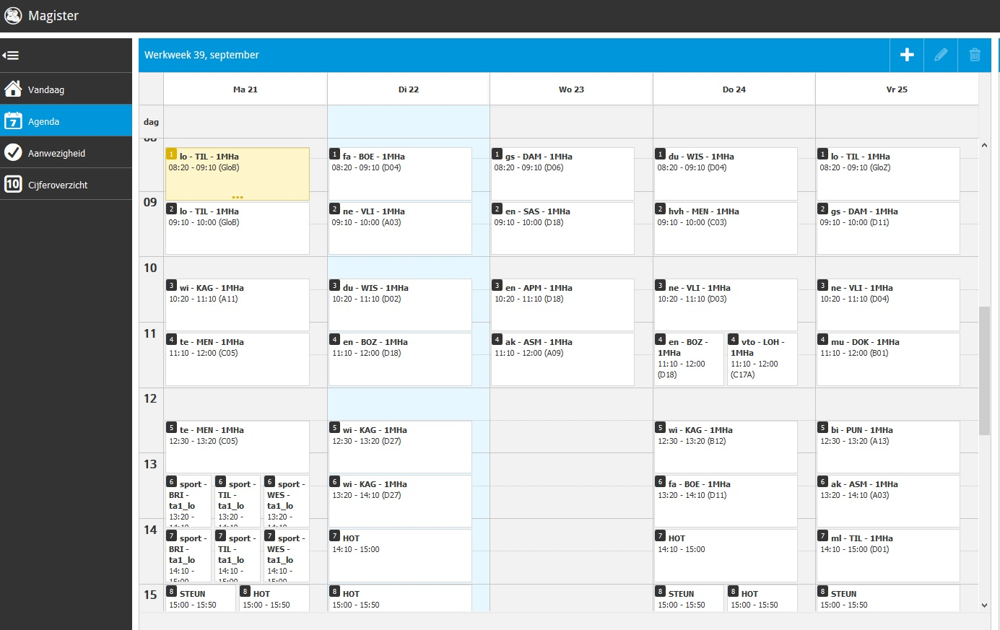 Magister
Werkweek 39, september
Vandaag
7
Agenda
Aanwezigheid
10
Cijferoverzicht
Ma 21
Di 22
Wo 23
Do 24
Vr 25
dag
08
09
10
11
12
13
14
15
1 lo - TIL - 1MHa
08:20 - 09:10 (GloB)
...
2 lo - TIL - 1MHa
09:10 - 10:00 (GloB)
3 wi - KAG - 1MHa
10:20 - 11:10 (A11)
4 te - MEN - 1MHa
11:10 - 12:00 (C05)
5 te - MEN - 1MHa
12:30 - 13:20 (C05)
6 sport -
BRI -
ta1_lo
13:20 -
14:10
6 sport -
TIL -
ta1_lo
13:20 -
14:10
6 sport -
WES -
ta1_lo
13:20 -
14:10
7 sport -
BRI -
ta1_lo
14:10 -
15:00
7 sport -
TIL -
ta1_lo
14:10 -
15:00
7 sport -
WES -
ta1_lo
14:10 -
15:00
8 STEUN
15:00 - 15:50
8 HOT
15:00 - 15:50
1 fa - BOE - 1MHa
08:20 - 09:10 (D04)
2 ne - VLI - 1MHa
09:10 - 10:00 (A03)
3 du - WIS - 1MHa
10:20 - 11:10 (D02)
4 en - BOZ - 1MHa
11:10 - 12:00 (D18)
5 wi - KAG - 1MHa
12:30 - 13:20 (D27)
6 wi - KAG - 1MHa
13:20 - 14:10 (D27)
7 HOT
14:10 - 15:00
8 HOT
15:00 - 15:50
1 gs - DAM - 1MHa
08:20 - 09:10 (D06)
2 en - SAS - 1MHa
09:10 - 10:00 (D18)
3 en - APM - 1MHa
10:20 - 11:10 (D18)
4 ak - ASM - 1MHa
11:10 - 12:00 (A09)
1 du - WIS - 1MHa
08:20 - 09:10 (D04)
2 hvh - MEN - 1MHa
09:10 - 10:00 (C03)
3 ne - VLI - 1MHa
10:20 - 11:10 (D03)
4 en - BOZ -
1MHa
11:10 - 12:00
(D18)
4 vto - LOH -
1MHa
11:10 - 12:00
(C17A)
5 wi - KAG - 1MHa
12:30 - 13:20 (B12)
6 fa - BOE - 1MHa
13:20 - 14:10 (D11)
7 HOT
14:10 - 15:00
8 STEUN
15:00 - 15:50
8 HOT
15:00 - 15:50
1 lo - TIL - 1MHa
08:20 - 09:10 (GloZ)
2 gs - DAM - 1MHa
09:10 - 10:00 (D11)
3 ne - VLI - 1MHa
10:20 - 11:10 (D04)
4 mu - DOK - 1MHa
11:10 - 12:00 (B01)
5 bi - PUN - 1MHa
12:30 - 13:20 (A13)
6 ak - ASM - 1MHa
13:20 - 14:10 (A03)
7 ml - TIL - 1MHa
14:10 - 15:00 (D01)
8 STEUN
15:00 - 15:50